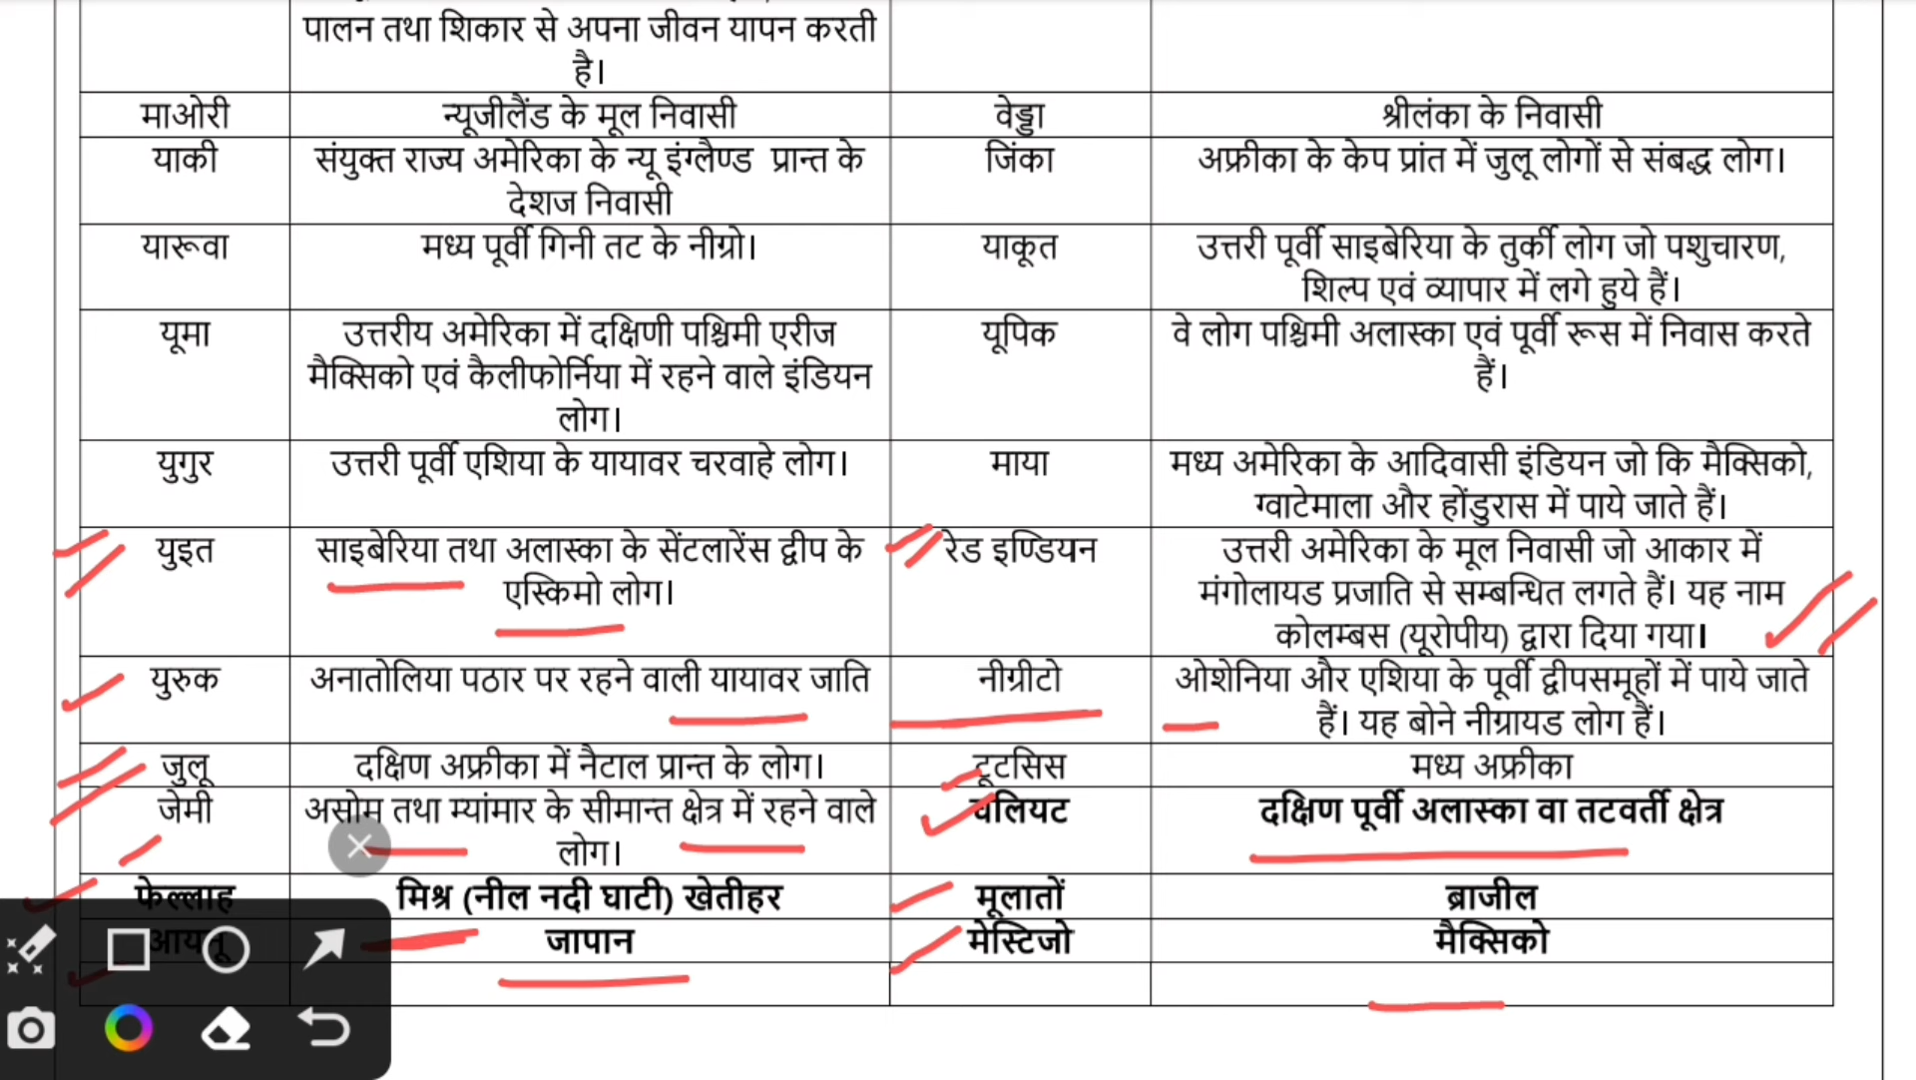 पालन तथा शिकार से अपना जीवन यापन करती
है।
माओरी
न्यूजीलैंड के मूल निवासी
वेड्डा
श्रीलंका के निवासी
याकी
संयुक्त राज्य अमेरिका के न्यू इंग्लैण्ड प्रान्त के
देशज निवासी
जिंका
अफ्रीका के केप प्रांत में जुलू लोगों से संबद्ध लोग।
यारूवा
मध्य पूर्वी गिनी तट के नीग्रो।
याकूत
उत्तरी पूर्वी साइबेरिया के तुर्की लोग जो पशुचारण,
शिल्प एवं व्यापार में लगे हुये हैं।
यूमा
उत्तरीय अमेरिका में दक्षिणी पश्चिमी एरीज
मैक्सिको एवं कैलीफोर्निया में रहने वाले इंडियन
लोग।
यूपिक
वे लोग पश्चिमी अलास्का एवं पूर्वी रूस में निवास करते
हैं।
युगुर
उत्तरी पूर्वी एशिया के यायावर चरवाहे लोग।
माया
मध्य अमेरिका के आदिवासी इंडियन जो कि मैक्सिको,
ग्वाटेमाला और होंडुरास में पाये जाते हैं।
युइत
साइबेरिया तथा अलास्का के सेंटलारेंस द्वीप के
एस्किमो लोग।
रेड इण्डियन
उत्तरी अमेरिका के मूल निवासी जो आकार में
मंगोलायड प्रजाति से सम्बन्धित लगते हैं। यह नाम
कोलम्बस (यूरोपीय) द्वारा दिया गया।
युरुक
अनातोलिया पठार पर रहने वाली यायावर जाति
नीग्रीटो
ओशेनिया और एशिया के पूर्वी द्वीपसमूहों में पाये जाते
हैं। यह बोने नीग्रायड लोग हैं।
जुलू
दक्षिण अफ्रीका में नैटाल प्रान्त के लोग।
टूटसिस
मध्य अफ्रीका
जेमी
असोम तथा म्यांमार के सीमान्त क्षेत्र में रहने वाले
लोग।
दक्षिण पूर्वी अलास्का वा तटवर्ती क्षेत्र
फेल्लाह
मिश्र (नील नदी घाटी) खेतीहर
मूलातों
ब्राजील
आयनू
जापान
मेस्टिजो
मैक्सिको